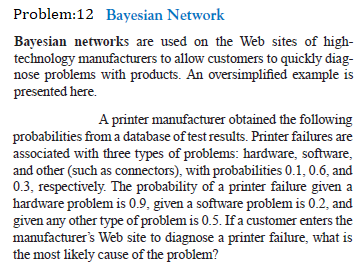 Problem:12 Bayesian Network
Bayesian networks are used on the Web sites of high-
technology manufacturers to allow customers to quickly diag-
nose problems with products. An oversimplified example is
presented here.
A printer manufacturer obtained the following
probabilities from a database of test results. Printer failures are
associated with three types of problems: hardware, software,
and other (such as connectors), with probabilities 0.1, 0.6, and
0.3, respectively. The probability of a printer failure given a
hardware problem is 0.9, given a software problem is 0.2, and
given any other type of problem is 0.5. If a customer enters the
manufacturer's Web site to diagnose a printer failure, what is
the most likely cause of the problem?